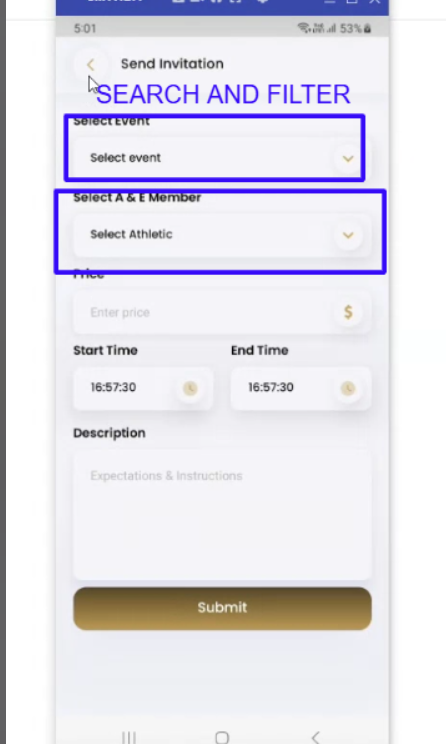 5:01
53%
Send Invitation
SEARCH AND FILTER
Select Event
Select event
Select A & E Member
Select Athletic
Price
Enter price
$
Start Time End Time
16:57:30 16:57:30
Description
Expectations & Instructions
Submit